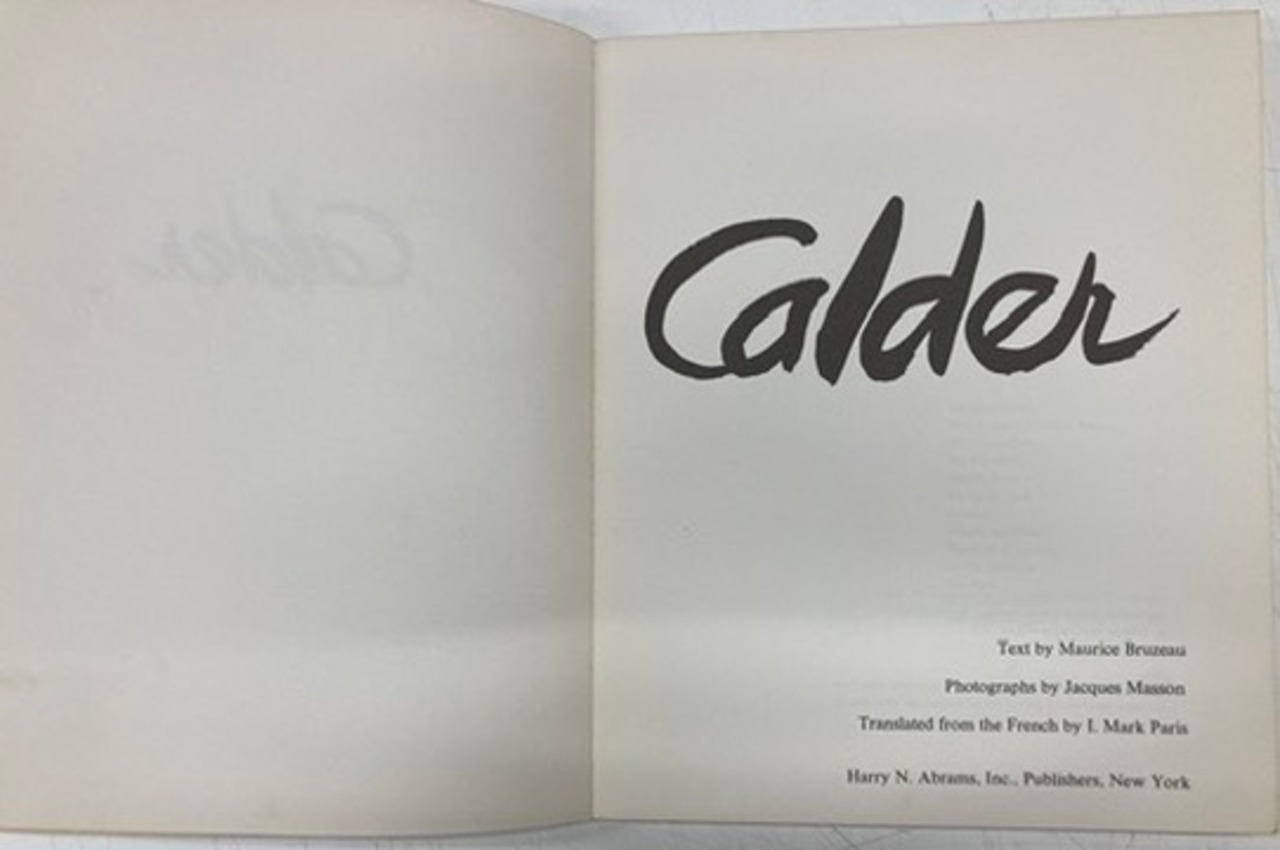 Calder
Text by Maurice Bruzeau
Photographs by Jacques Masson
Translated from the French by I. Mark Paris
Harry N. Abrams, Inc., Publishers, New York